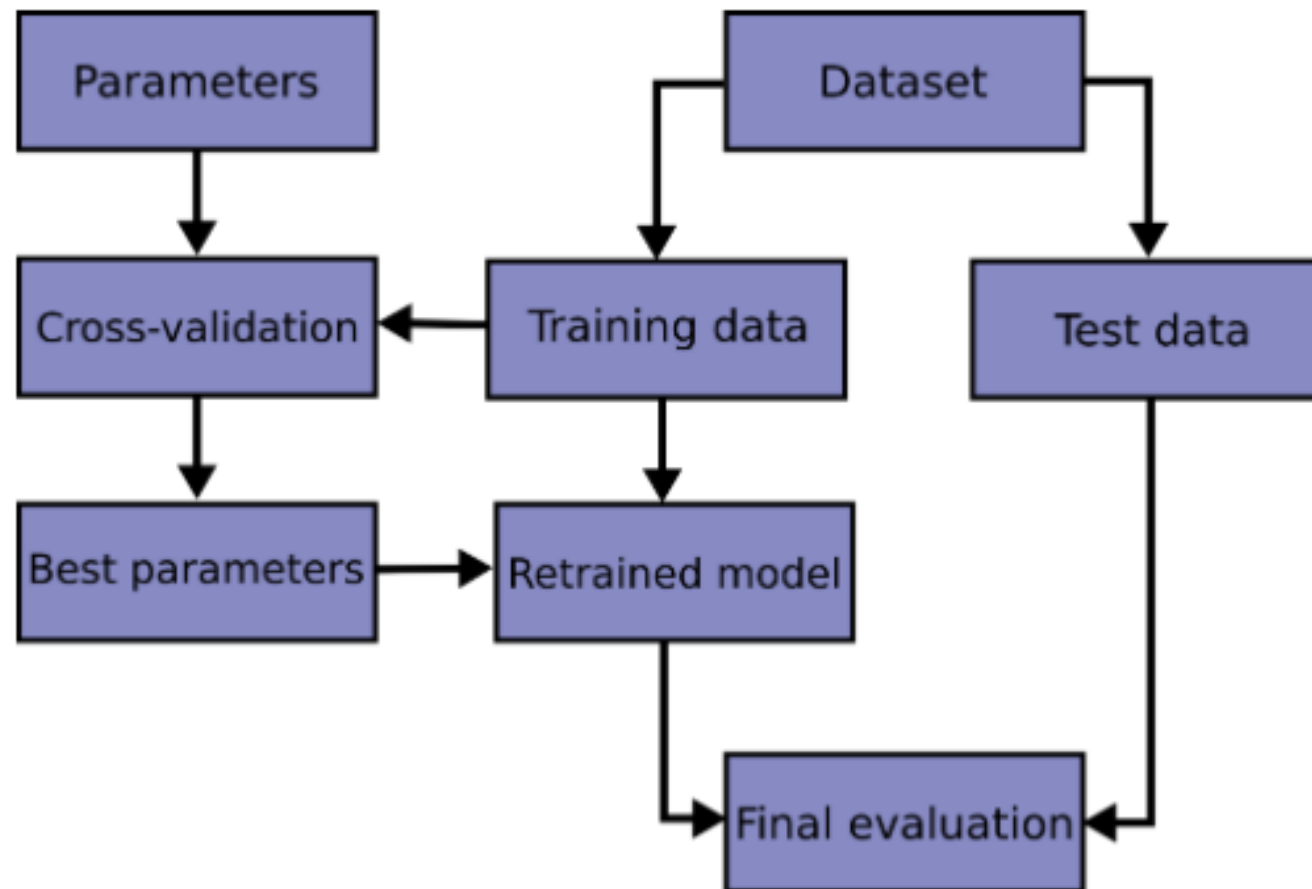 Parameters
Dataset
Cross-validation
Training data
Test data
Best parameters
Retrained model
Final evaluation